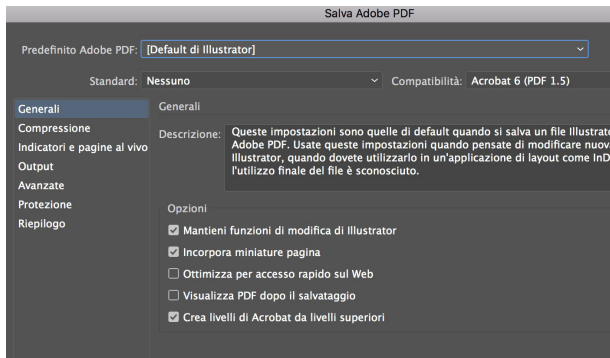 Salva Adobe PDF
Predefinito Adobe PDF: [Default di Illustrator]
Standard: Nessuno Compatibilità: Acrobat 6 (PDF 1.5)
Generali
Compressione
Indicatori e pagine al vivo
Output
Avanzate
Protezione
Riepilogo
Generali
Descrizione: Queste impostazioni sono quelle di default quando si salva un file Illustrato
Adobe PDF. Usate queste impostazioni quando pensate di modificare nuov
Illustrator, quando dovete utilizzarlo in un'applicazione di layout come InD
l'utilizzo finale del file è sconosciuto.
Opzioni
Mantieni funzioni di modifica di Illustrator
Incorpora miniature pagina
Ottimizza per accesso rapido sul Web
Visualizza PDF dopo il salvataggio
Crea livelli di Acrobat da livelli superiori